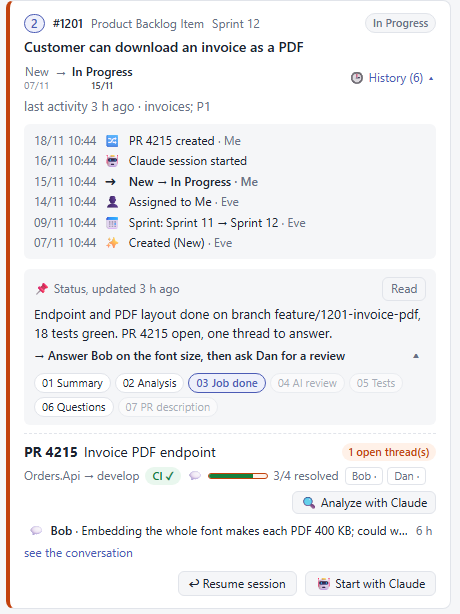 2 #1201 Product Backlog Item Sprint 12 In Progress
Customer can download an invoice as a PDF
New → In Progress
07/11 15/11
History (6)
last activity 3 h ago · invoices; P1
18/11 10:44 PR 4215 created · Me
16/11 10:44 Claude session started
15/11 10:44 New → In Progress · Me
14/11 10:44 Assigned to Me · Eve
09/11 10:44 Sprint: Sprint 11 → Sprint 12 · Eve
07/11 10:44 Created (New) · Eve
Status, updated 3 h ago Read
Endpoint and PDF layout done on branch feature/1201-invoice-pdf,
18 tests green. PR 4215 open, one thread to answer.
→ Answer Bob on the font size, then ask Dan for a review
01 Summary 02 Analysis 03 Job done 04 AI review 05 Tests
06 Questions 07 PR description
PR 4215 Invoice PDF endpoint 1 open thread(s)
Orders.Api → develop CI ✓ 3/4 resolved Bob · Dan ·
Analyze with Claude
Bob · Embedding the whole font makes each PDF 400 KB; could w... 6 h
see the conversation
↩ Resume session Start with Claude